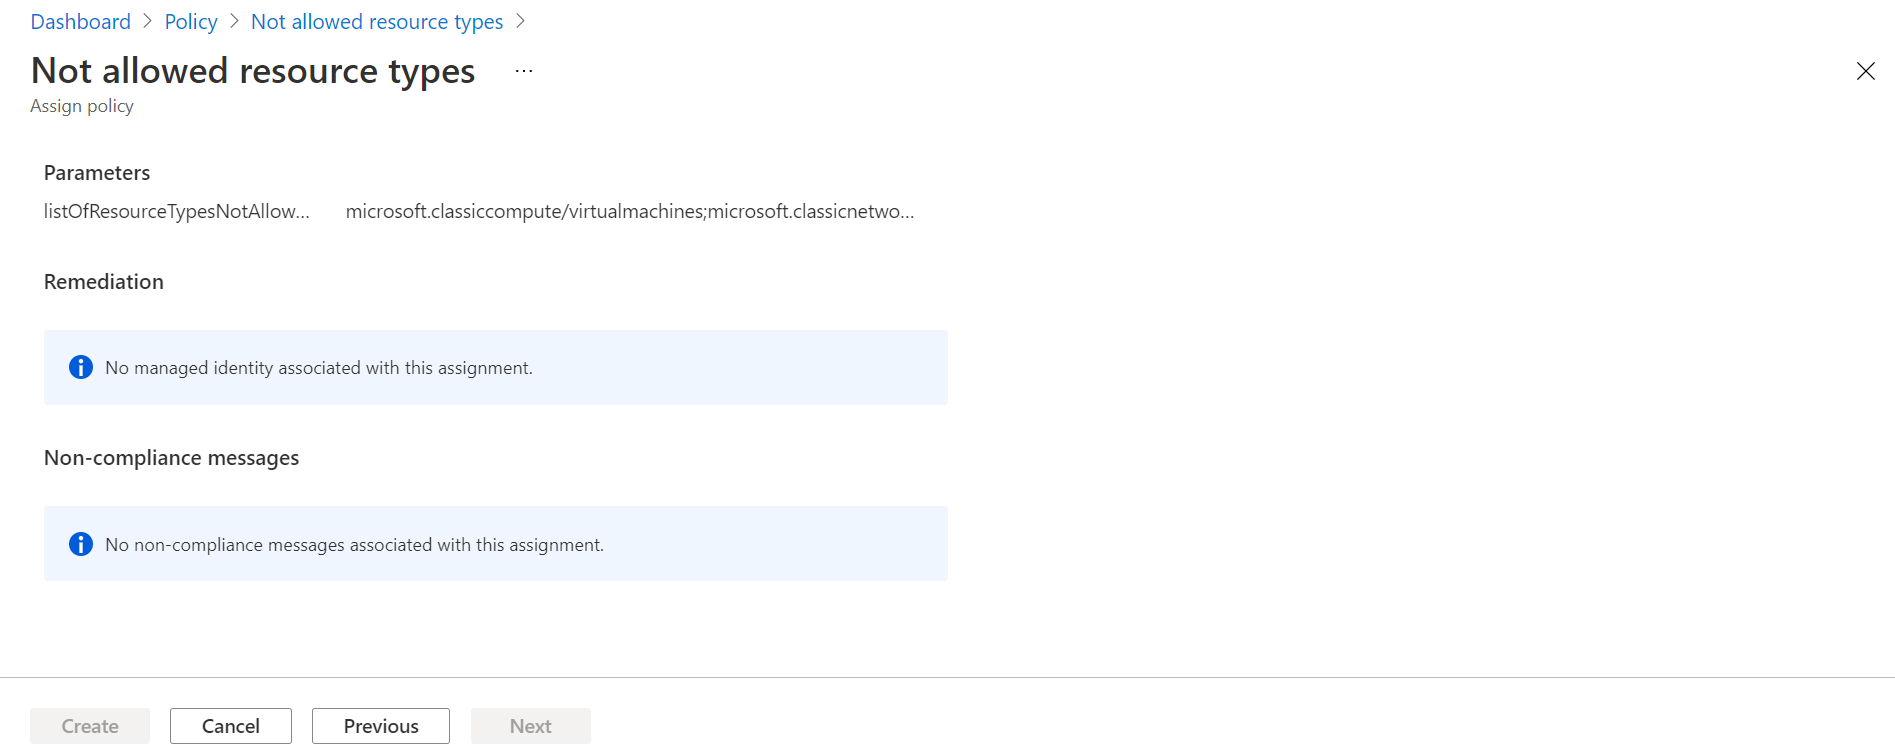 Dashboard > Policy > Not allowed resource types >
Not allowed resource types ...
Assign policy
Parameters
listOfResourceTypesNotAllow... microsoft.classiccompute/virtualmachines;microsoft.classicnetwo...
Remediation
No managed identity associated with this assignment.
Non-compliance messages
No non-compliance messages associated with this assignment.
Create Cancel Previous Next